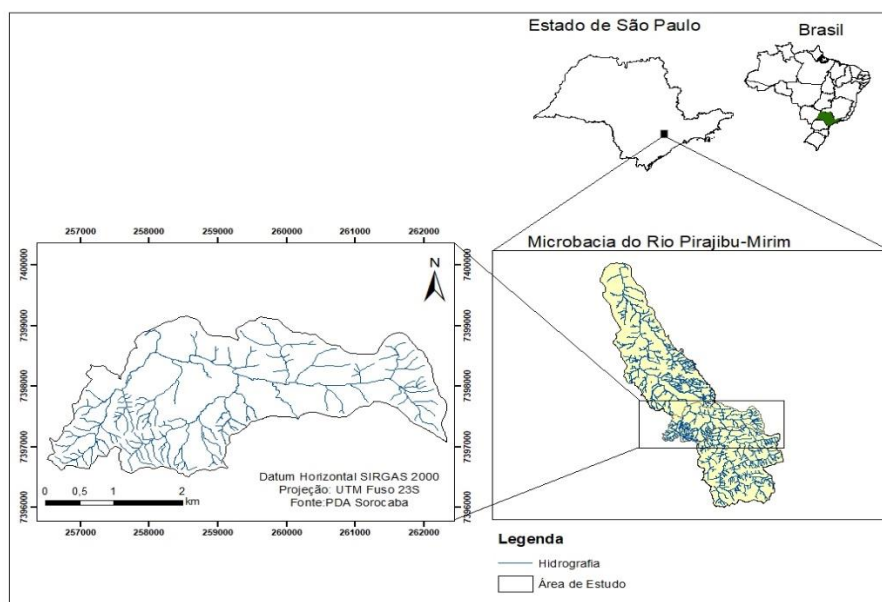 Estado de São Paulo
Brasil
257000 258000 259000 260000 261000 262000
7400000
7399000
7398000
7397000
7396000
N
Datum Horizontal SIRGAS 2000
Projeção: UTM Fuso 23S
Fonte:PDA Sorocaba
0 0,5 1 2
km
257000 258000 259000 260000 261000 262000
7400000
7399000
7398000
7397000
7396000
Microbacia do Rio Pirajibu-Mirim
Legenda
Hidrografia
Área de Estudo